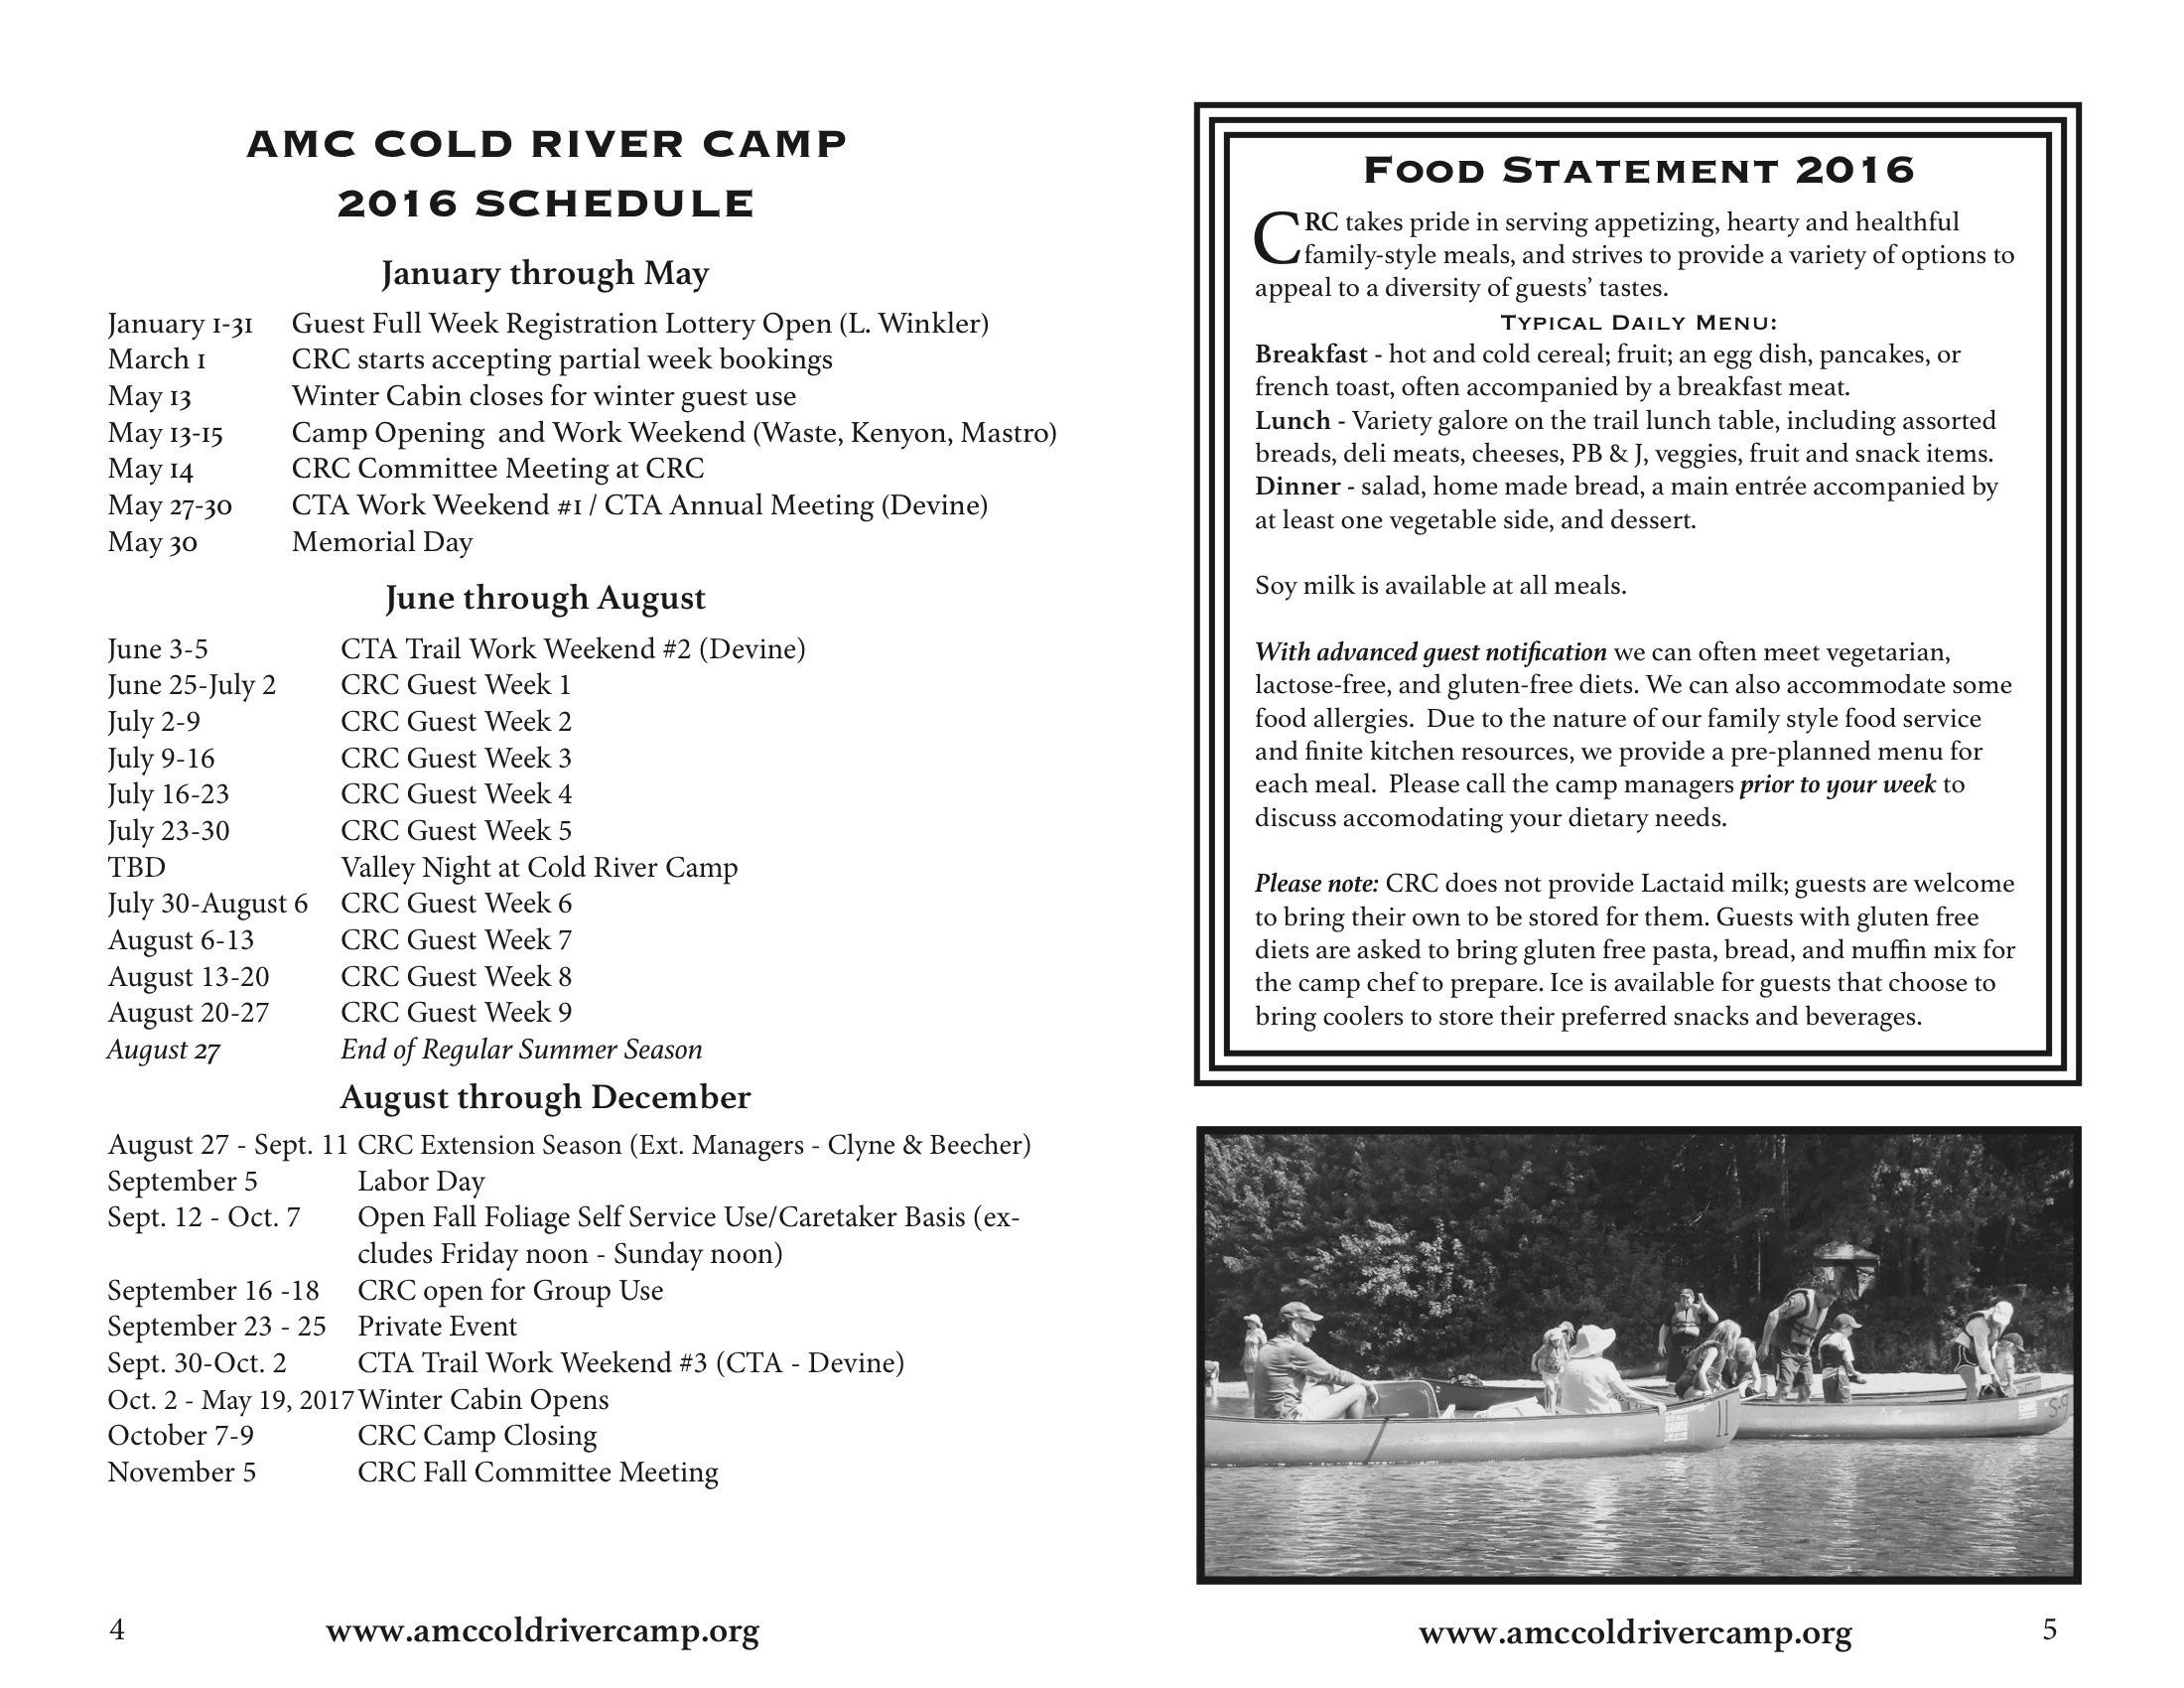 AMC COLD RIVER CAMP
2016 SCHEDULE
January through May
January 1-31 Guest Full Week Registration Lottery Open (L. Winkler)
March 1 CRC starts accepting partial week bookings
May 13 Winter Cabin closes for winter guest use
May 13-15 Camp Opening and Work Weekend (Waste, Kenyon, Mastro)
May 14 CRC Committee Meeting at CRC
May 27-30 CTA Work Weekend #1 / CTA Annual Meeting (Devine)
May 30 Memorial Day
June through August
June 3-5 CTA Trail Work Weekend #2 (Devine)
June 25-July 2 CRC Guest Week 1
July 2-9 CRC Guest Week 2
July 9-16 CRC Guest Week 3
July 16-23 CRC Guest Week 4
July 23-30 CRC Guest Week 5
TBD Valley Night at Cold River Camp
July 30-August 6 CRC Guest Week 6
August 6-13 CRC Guest Week 7
August 13-20 CRC Guest Week 8
August 20-27 CRC Guest Week 9
August 27 End of Regular Summer Season
August through December
August 27 - Sept. 11 CRC Extension Season (Ext. Managers - Clyne & Beecher)
September 5 Labor Day
Sept. 12 - Oct. 7 Open Fall Foliage Self Service Use/Caretaker Basis (ex-
cludes Friday noon - Sunday noon)
September 16 -18 CRC open for Group Use
September 23 - 25 Private Event
Sept. 30-Oct. 2 CTA Trail Work Weekend #3 (CTA - Devine)
Oct. 2 - May 19, 2017 Winter Cabin Opens
October 7-9 CRC Camp Closing
November 5 CRC Fall Committee Meeting
4 www.amccoldrivercamp.org
Food Statement 2016
CRC takes pride in serving appetizing, hearty and healthful
family-style meals, and strives to provide a variety of options to
appeal to a diversity of guests' tastes.
Typical Daily Menu:
Breakfast - hot and cold cereal; fruit; an egg dish, pancakes, or
french toast, often accompanied by a breakfast meat.
Lunch - Variety galore on the trail lunch table, including assorted
breads, deli meats, cheeses, PB & J, veggies, fruit and snack items.
Dinner - salad, home made bread, a main entrée accompanied by
at least one vegetable side, and dessert.
Soy milk is available at all meals.
With advanced guest notification we can often meet vegetarian,
lactose-free, and gluten-free diets. We can also accommodate some
food allergies. Due to the nature of our family style food service
and finite kitchen resources, we provide a pre-planned menu for
each meal. Please call the camp managers prior to your week to
discuss accomodating your dietary needs.
Please note: CRC does not provide Lactaid milk; guests are welcome
to bring their own to be stored for them. Guests with gluten free
diets are asked to bring gluten free pasta, bread, and muffin mix for
the camp chef to prepare. Ice is available for guests that choose to
bring coolers to store their preferred snacks and beverages.
11
S-9
www.amccoldrivercamp.org 5